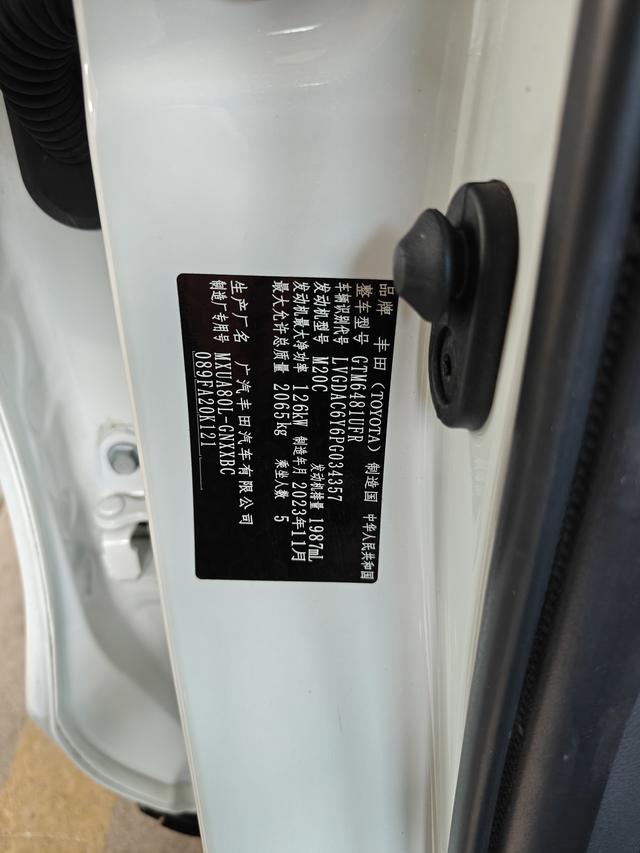 品牌 丰田 (TOYOTA) 制造国 中华人民共和国
整车型号 GTM6481UFR
车辆识别代号 LVGDAC6Y6PG034357
发动机型号 M20C 发动机排量 1987mL
发动机最大净功率 126kW 制造年月 2023年11月
最大允许总质量 2065kg 乘坐人数 5
生产厂名 广汽丰田汽车有限公司
制造厂专用号 MXUA80L-GNXXBC
089FA20K121